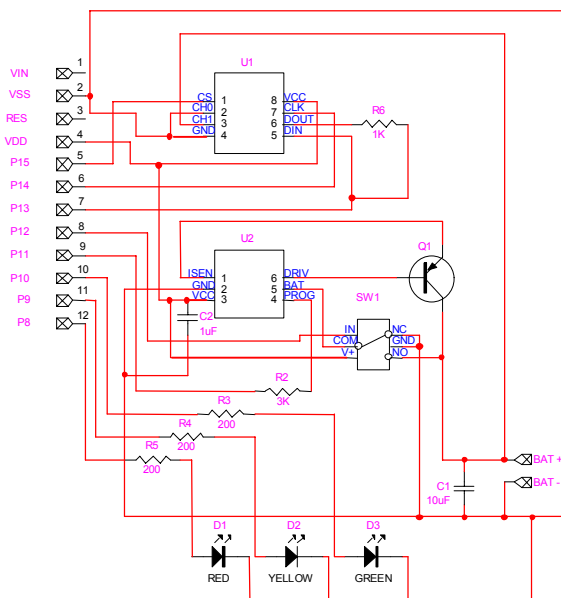 U1
VIN 1
VSS 2
RES 3
VDD 4
P15 5
P14 6
P13 7
P12 8
P11 9
P10 10
P9 11
P8 12
CS 1 8 VCC
CH0 2 7 CLK
CH1 3 6 DOUT
GND 4 5 DIN
R6
1K
U2
ISEN 1 6 DRIV
GND 2 5 BAT
VCC 3 4 PROG
Q1
C2
1uF
SW1
IN NC
COM GND
V+ NO
R2
3K
R3
200
R4
200
R5
200
BAT +
BAT -
C1
10uF
D1
RED
D2
YELLOW
D3
GREEN